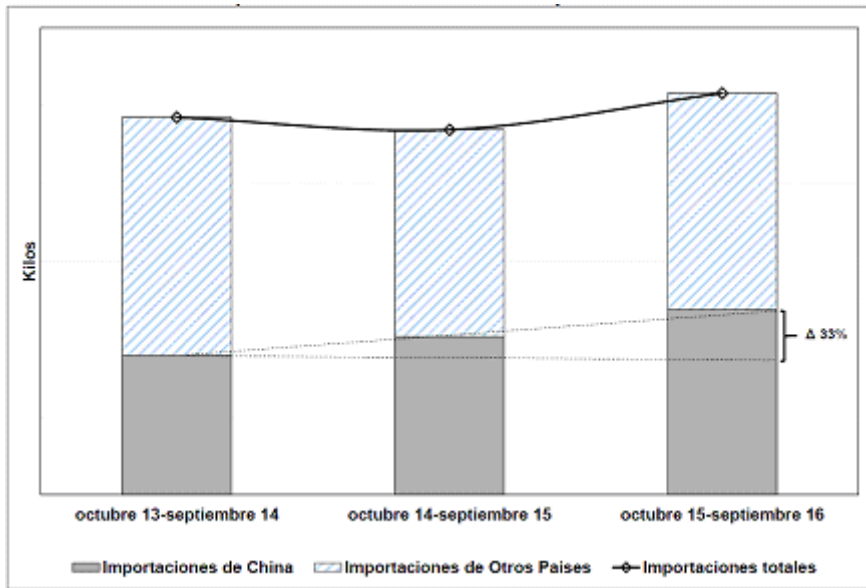 Kilos
Δ 33%
octubre 13-septiembre 14
octubre 14-septiembre 15
octubre 15-septiembre 16
Importaciones de China
Importaciones de Otros Paises
Importaciones totales